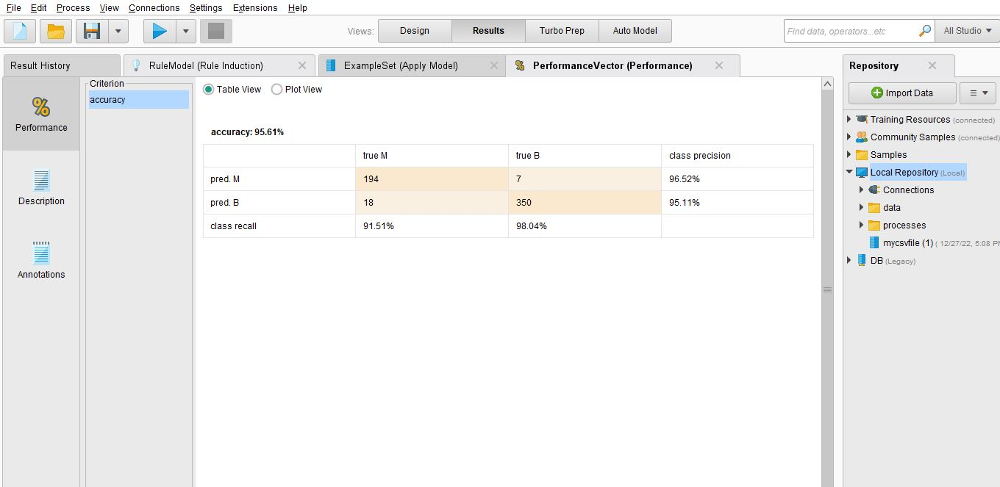 File Edit Process View Connections Settings Extensions Help
Views: Design Results Turbo Prep Auto Model Find data, operators...etc All Studio
Result History RuleModel (Rule Induction) ExampleSet (Apply Model) PerformanceVector (Performance)
%
Performance
Description
Annotations
Criterion
accuracy
Table View Plot View
accuracy: 95.61%
true M true B class precision
pred. M 194 7 96.52%
pred. B 18 350 95.11%
class recall 91.51% 98.04%
Repository
Import Data
Training Resources (connected)
Community Samples (connected)
Samples
Local Repository (Local)
Connections
data
processes
mycsvfile (1) ( 12/27/22, 5:08 PM
DB (Legacy)